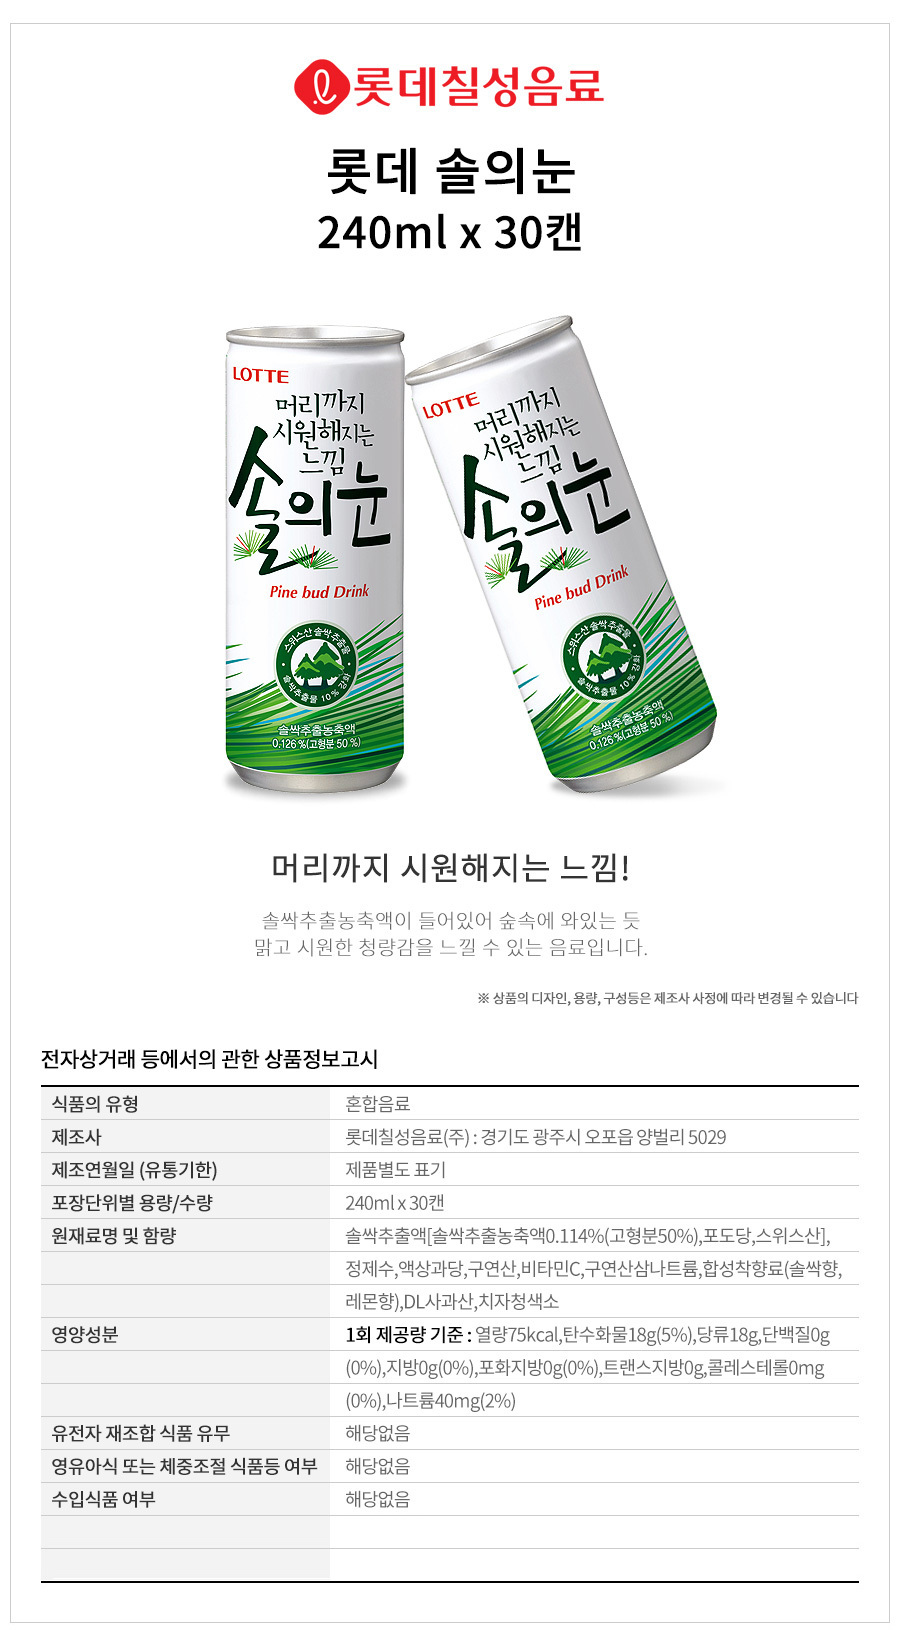 롯데칠성음료
롯데 솔의눈
240ml x 30캔
LOTTE
머리까지
시원해지는
느낌
솔의눈
Pine bud Drink
스위스산 솔싹추출물
솔싹추출물 10% 강화
솔싹추출농축액
0.126%(고형분 50%)
LOTTE
머리까지
시원해지는
느낌
솔의눈
Pine bud Drink
스위스산 솔싹추출물
솔싹추출물 10% 강화
솔싹추출농축액
0.126%(고형분 50%)
머리까지 시원해지는 느낌!
솔싹추출농축액이 들어있어 숲속에 와있는 듯
맑고 시원한 청량감을 느낄 수 있는 음료입니다.
※ 상품의 디자인, 용량, 구성등은 제조사 사정에 따라 변경될 수 있습니다
전자상거래 등에서의 관한 상품정보고시
식품의 유형 혼합음료
제조사 롯데칠성음료(주) : 경기도 광주시 오포읍 양벌리 5029
제조연월일 (유통기한) 제품별도 표기
포장단위별 용량/수량 240ml x 30캔
원재료명 및 함량 솔싹추출액[솔싹추출농축액0.114%(고형분50%),포도당,스위스산],
정제수,액상과당,구연산,비타민C,구연산삼나트륨,합성착향료(솔싹향,
레몬향),DL사과산,치자청색소
영양성분 1회 제공량 기준 : 열량75kcal,탄수화물18g(5%),당류18g,단백질0g
(0%),지방0g(0%),포화지방0g(0%),트랜스지방0g,콜레스테롤0mg
(0%),나트륨40mg(2%)
유전자 재조합 식품 유무 해당없음
영유아식 또는 체중조절 식품등 여부 해당없음
수입식품 여부 해당없음